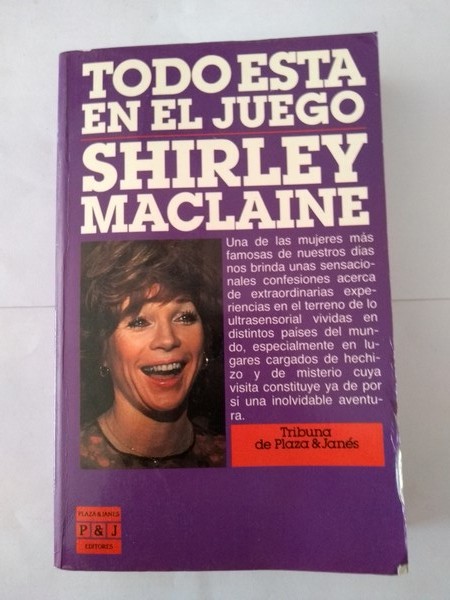 TODO ESTA
EN EL JUEGO
SHIRLEY
MACLAINE
Una de las mujeres más
famosas de nuestros días
nos brinda unas sensacio-
nales confesiones acerca
de extraordinarias expe-
riencias en el terreno de lo
ultrasensorial vividas en
distintos países del mun-
do, especialmente en lu-
gares cargados de hechi-
zo y de misterio cuya
visita constituye ya de por
sí una inolvidable aventu-
ra.
Tribuna
de Plaza & Janés
PLAZA & JANES
P & J
EDITORES